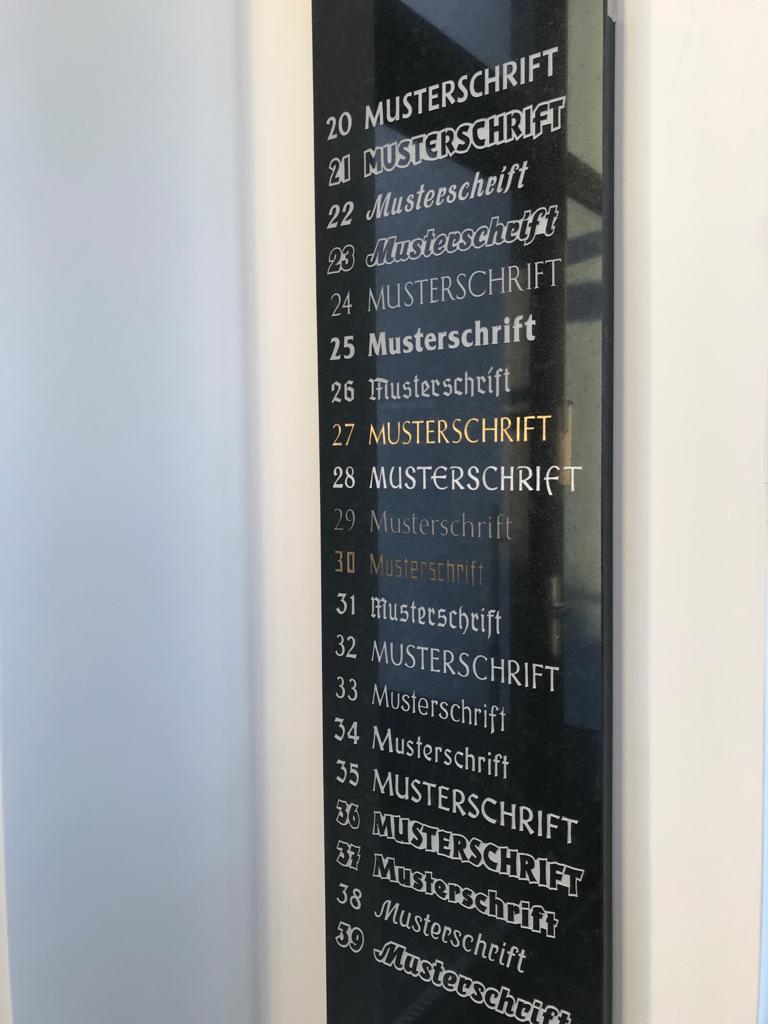 20 MUSTERSCHRIFT
21 MUSTERSCHRIFT
22 Musterschrift
23 Musterschrift
24 MUSTERSCHRIFT
25 Musterschrift
26 Musterschrift
27 MUSTERSCHRIFT
28 MUSTERSCHRIFT
29 Musterschrift
30 Musterschrift
31 Musterschrift
32 MUSTERSCHRIFT
33 Musterschrift
34 Musterschrift
35 MUSTERSCHRIFT
36 MUSTERSCHRIFT
37 Musterschrift
38 Musterschrift
39 Musterschrift